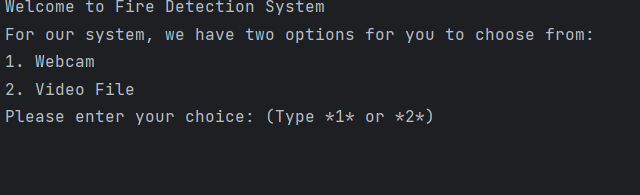 Welcome to Fire Detection System
For our system, we have two options for you to choose from:
1. Webcam
2. Video File
Please enter your choice: (Type *1* or *2*)